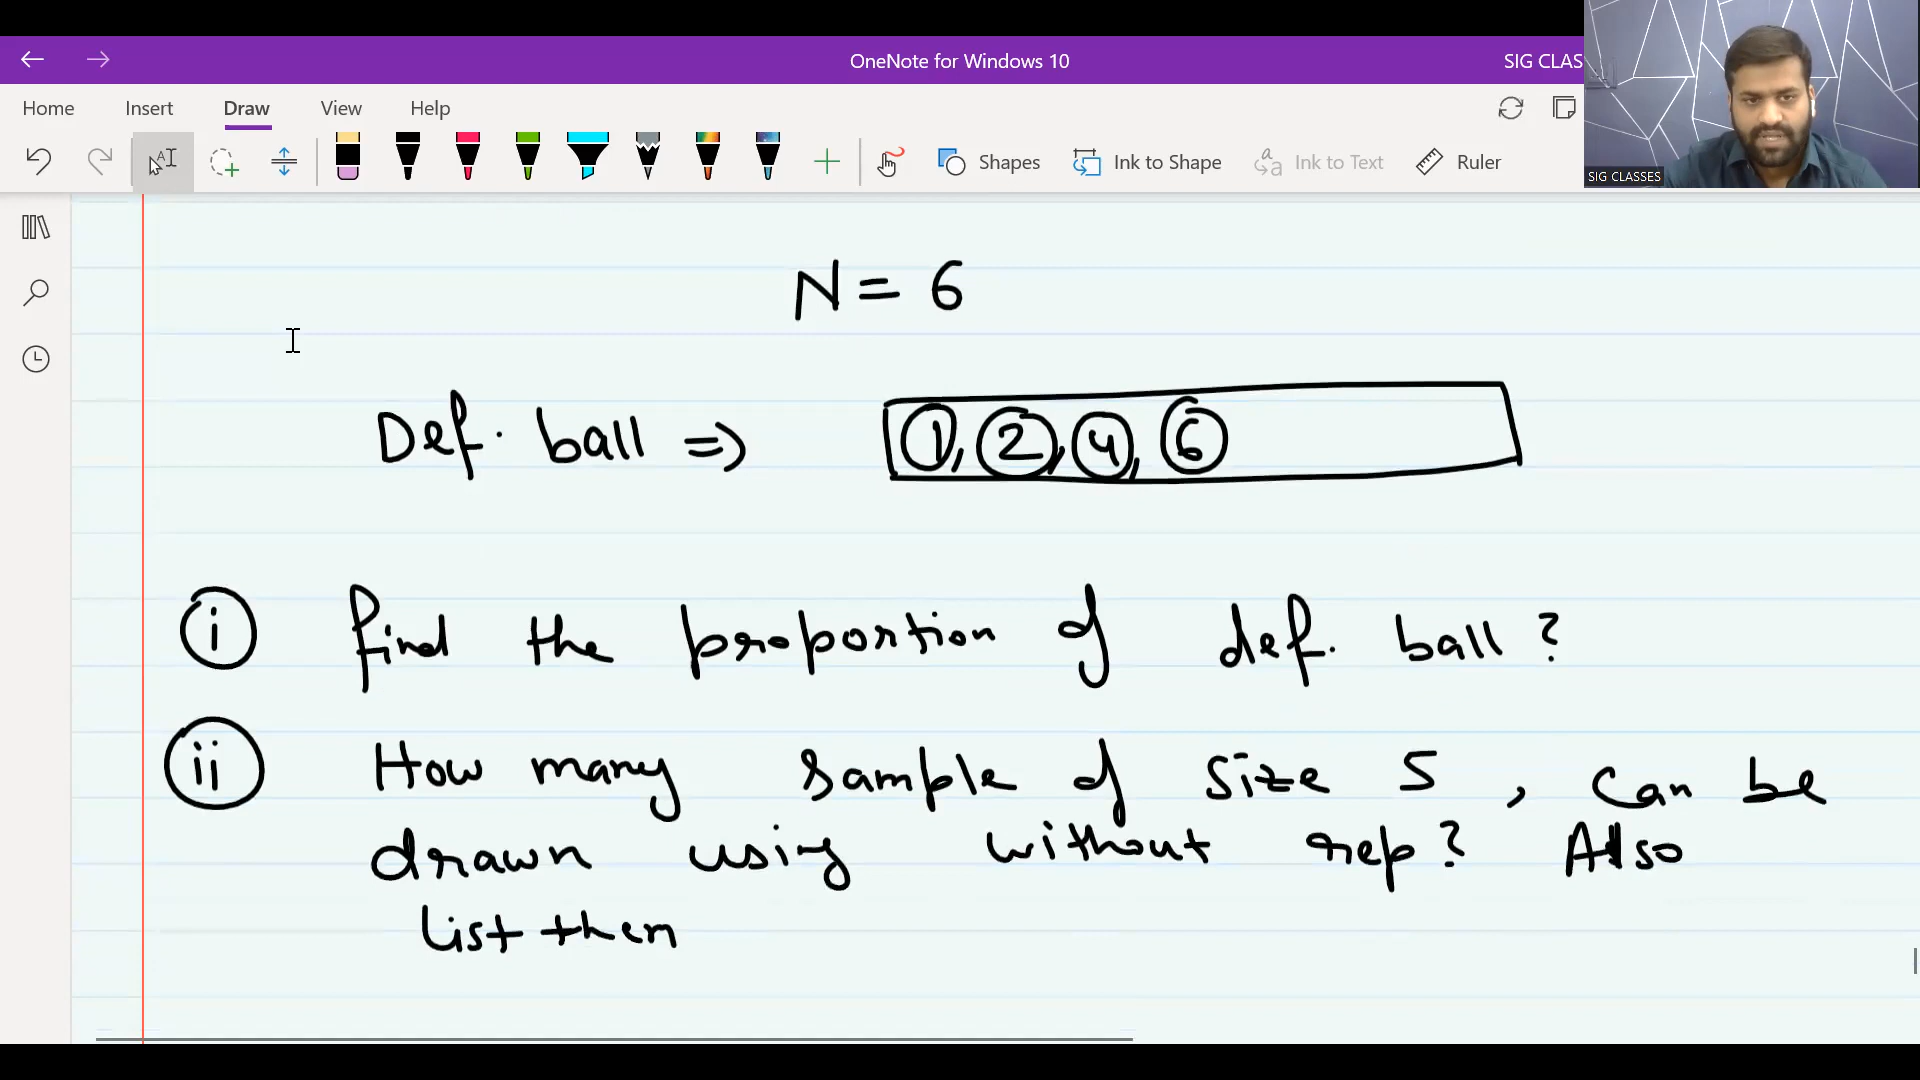 OneNote for Windows 10
SIG CLAS
Home Insert Draw View Help
Shapes Ink to Shape Ink to Text Ruler
SIG CLASSES
N = 6
Def. ball => 1, 2, 4, 6
i find the proportion of def. ball?
ii How many sample of size 5, can be
drawn using without rep? Also
list them